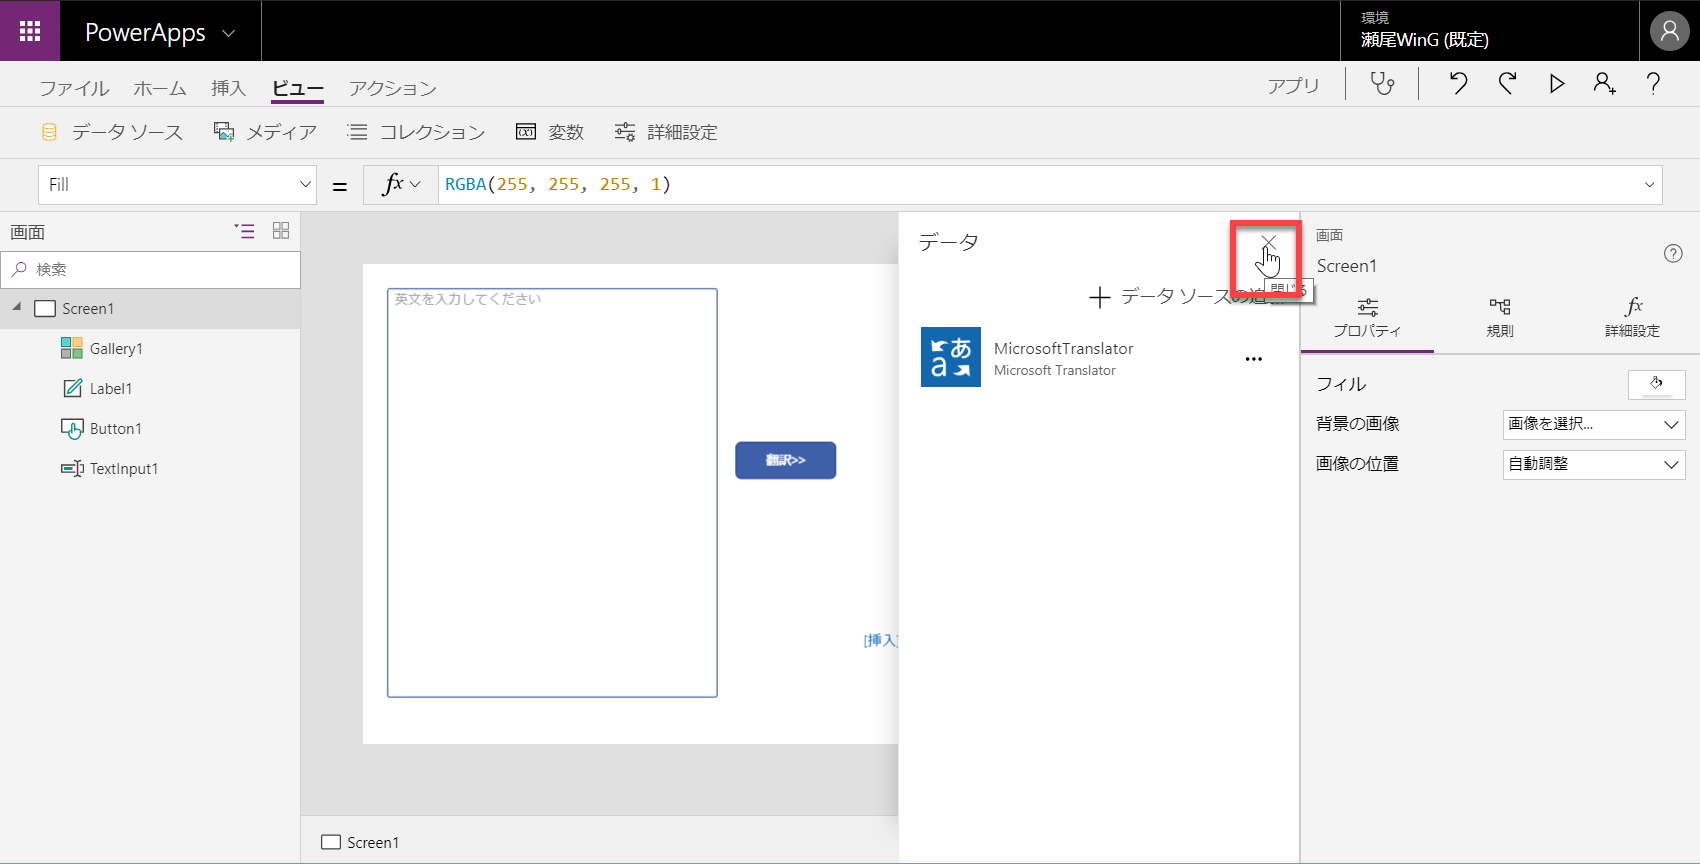 PowerApps
環境
瀬尾WinG (既定)
ファイル ホーム 挿入 ビュー アクション
アプリ
データ ソース メディア コレクション 変数 詳細設定
Fill = fx RGBA(255, 255, 255, 1)
画面
検索
Screen1
Gallery1
Label1
Button1
TextInput1
英文を入力してください
翻訳>>
[挿入]
Screen1
データ
閉じる
データ ソースの追
MicrosoftTranslator
Microsoft Translator
画面
Screen1
プロパティ 規則 詳細設定
フィル
背景の画像 画像を選択...
画像の位置 自動調整